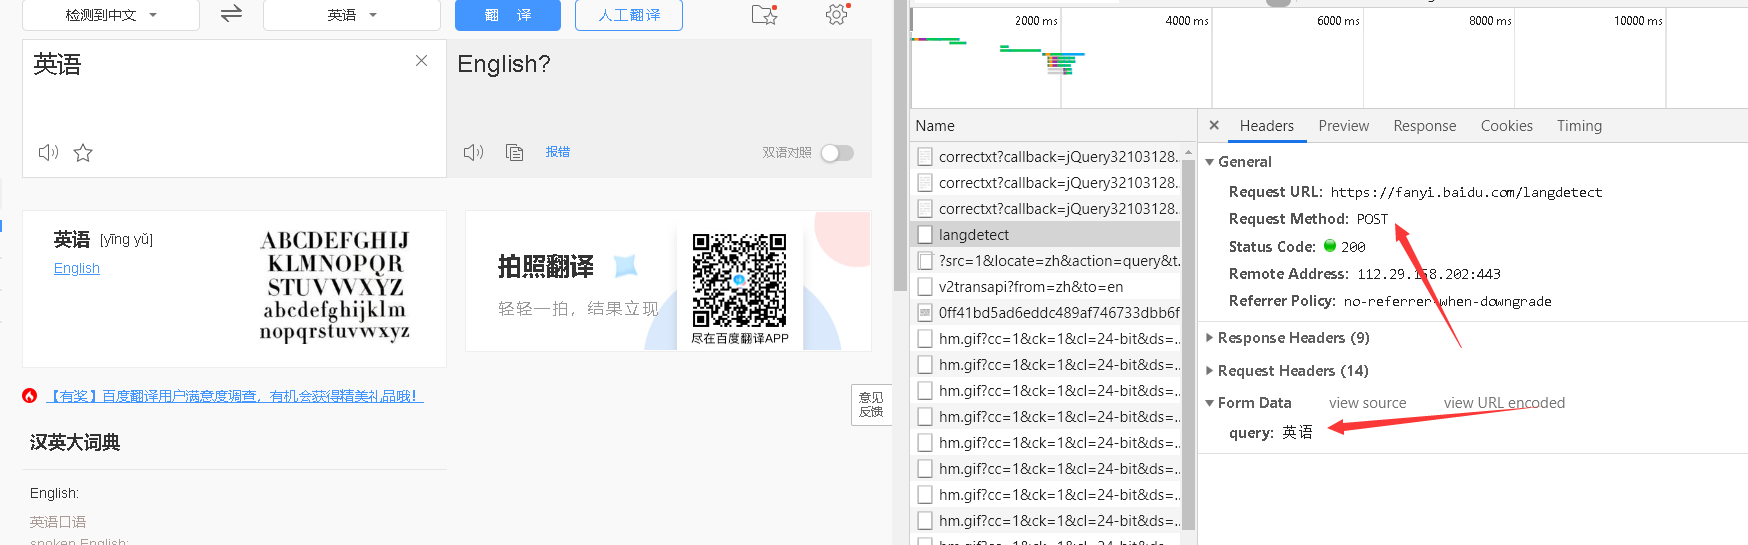 检测到中文
英语
翻 译
人工翻译
英语
English?
报错
双语对照
英语 [yīng yǔ]
English
ABCDEFGHIJ
KLMNOPQR
STUVWXYZ
abcdefghijklm
nopqrstuvwxyz
拍照翻译
轻轻一拍，结果立现
尽在百度翻译APP
【有奖】百度翻译用户满意度调查，有机会获得精美礼品哦！
意见
反馈
汉英大词典
English:
英语口语
spoken English:
2000 ms
4000 ms
6000 ms
8000 ms
10000 ms
Name
correctxt?callback=jQuery32103128...
correctxt?callback=jQuery32103128...
correctxt?callback=jQuery32103128...
langdetect
?src=1&locate=zh&action=query&t...
v2transapi?from=zh&to=en
0ff41bd5ad6eddc489af746733dbb6f
hm.gif?cc=1&ck=1&cl=24-bit&ds=...
hm.gif?cc=1&ck=1&cl=24-bit&ds=...
hm.gif?cc=1&ck=1&cl=24-bit&ds=...
hm.gif?cc=1&ck=1&cl=24-bit&ds=...
hm.gif?cc=1&ck=1&cl=24-bit&ds=...
hm.gif?cc=1&ck=1&cl=24-bit&ds=...
hm.gif?cc=1&ck=1&cl=24-bit&ds=...
hm.gif?cc=1&ck=1&cl=24-bit&ds=...
Headers Preview Response Cookies Timing
General
Request URL: https://fanyi.baidu.com/langdetect
Request Method: POST
Status Code: 200
Remote Address: 112.29.158.202:443
Referrer Policy: no-referrer-when-downgrade
Response Headers (9)
Request Headers (14)
Form Data view source view URL encoded
query: 英语